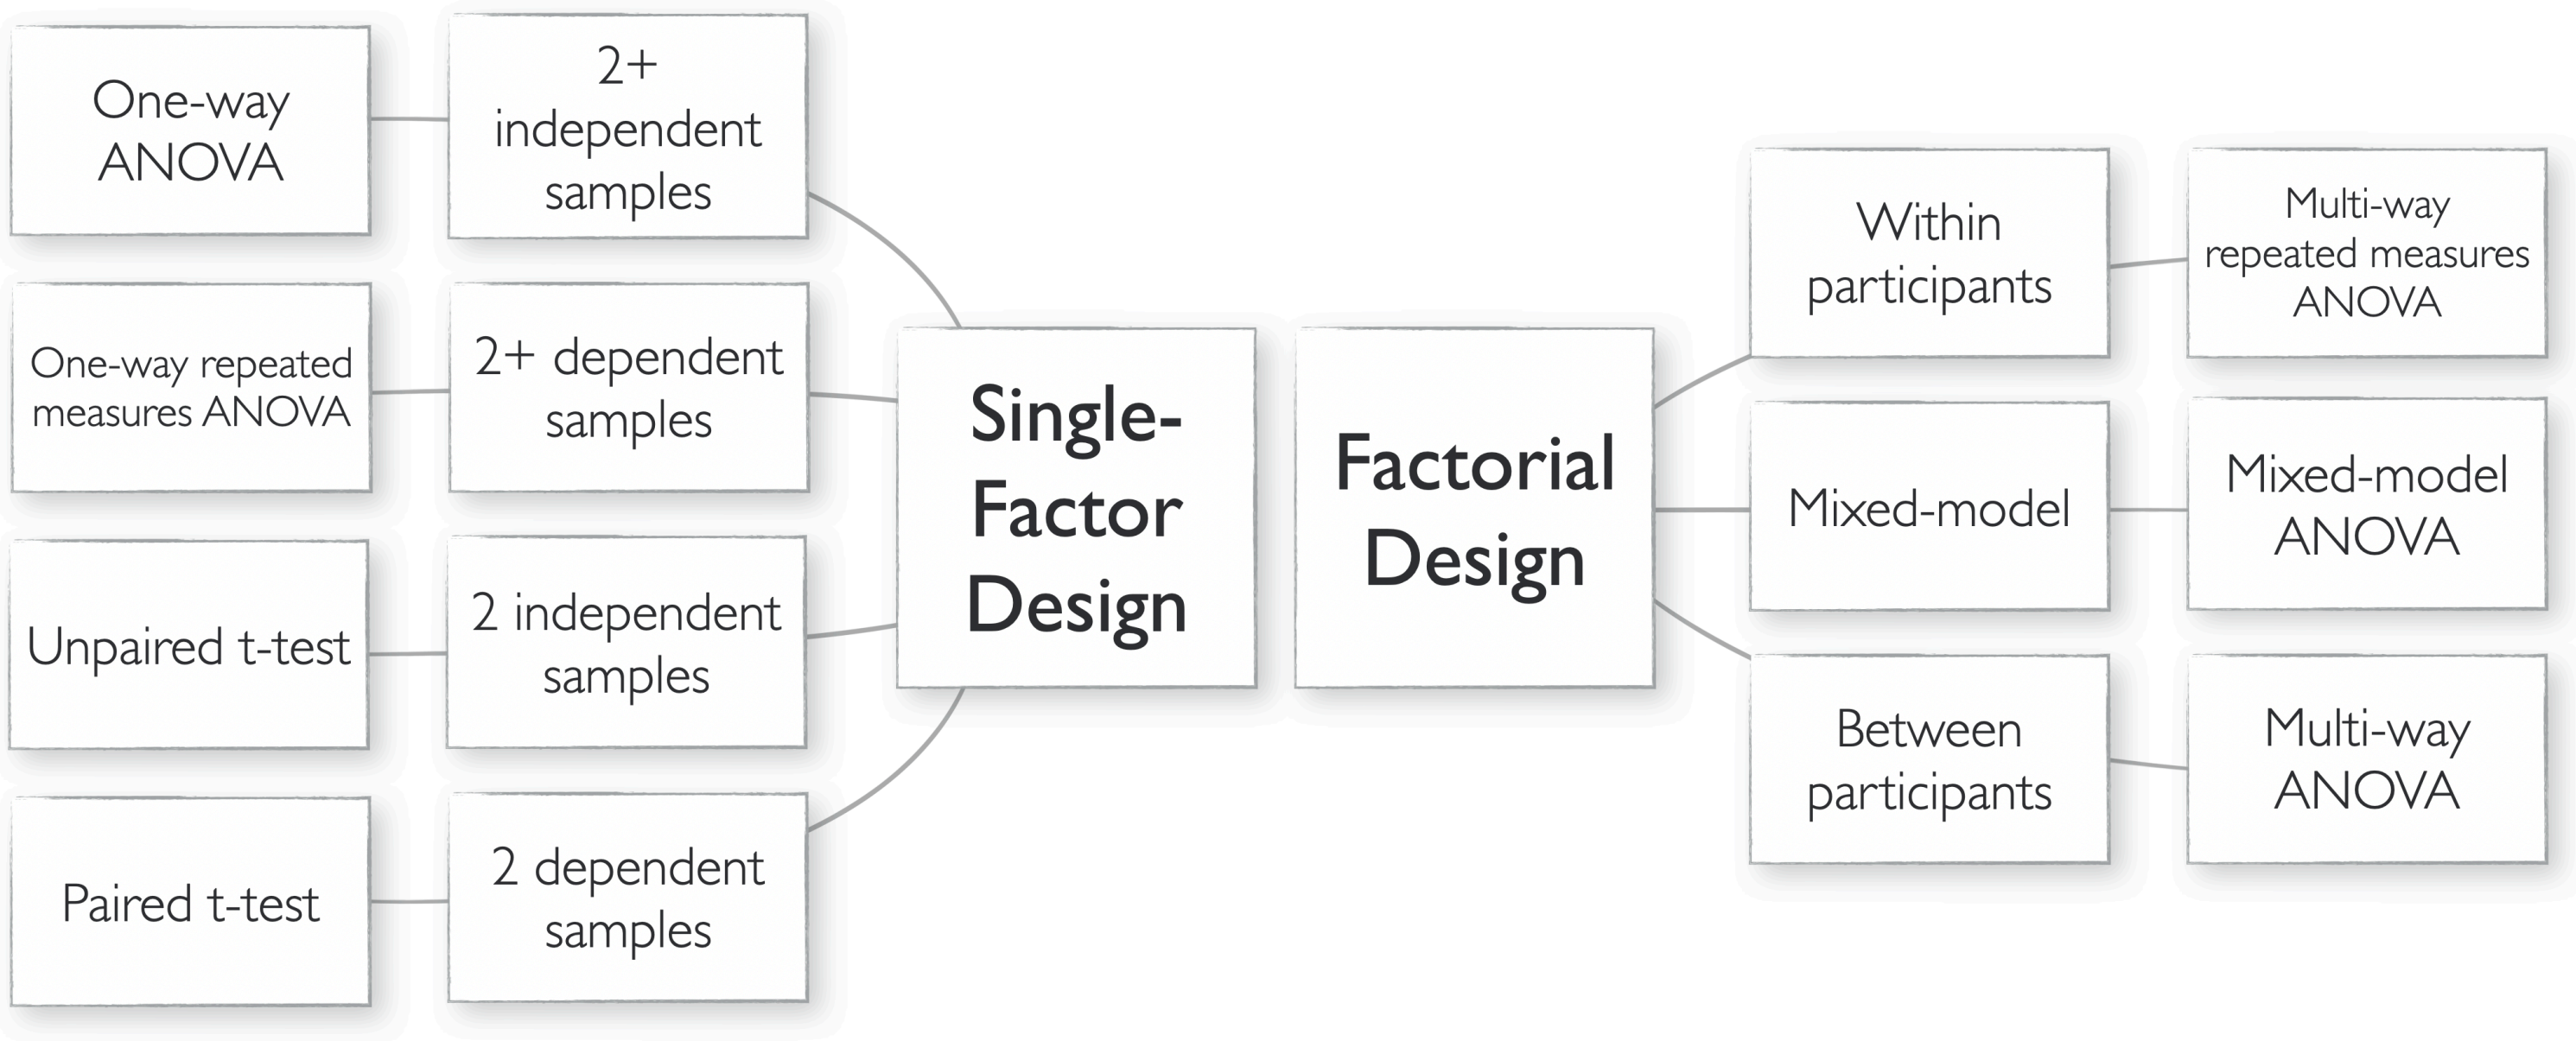 One-way
ANOVA
2+
independent
samples
One-way repeated
measures ANOVA
2+ dependent
samples
Unpaired t-test
2 independent
samples
Paired t-test
2 dependent
samples
Single-
Factor
Design
Factorial
Design
Within
participants
Multi-way
repeated measures
ANOVA
Mixed-model
Mixed-model
ANOVA
Between
participants
Multi-way
ANOVA